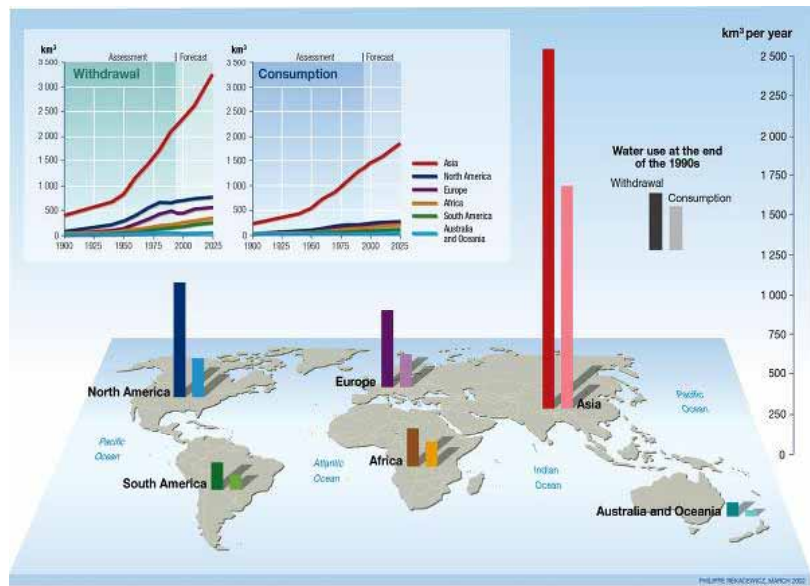 km³
Assessment | Forecast
3 500
3 000
2 500
2 000
1 500
1 000
500
0
Withdrawal
1900 1925 1950 1975 2000 2025
km³
Assessment | Forecast
3 500
3 000
2 500
2 000
1 500
1 000
500
0
Consumption
1900 1925 1950 1975 2000 2025
Asia
North America
Europe
Africa
South America
Australia
and Oceania
km³ per year
2 500
2 000
1 750
1 500
1 250
1 000
750
500
250
0
Water use at the end
of the 1990s
Withdrawal
Consumption
North America
Europe
Asia
Pacific
Ocean
Pacific
Ocean
South America
Atlantic
Ocean
Africa
Indian
Ocean
Australia and Oceania
PHILIPPE REKACEWICZ, MARCH 2002